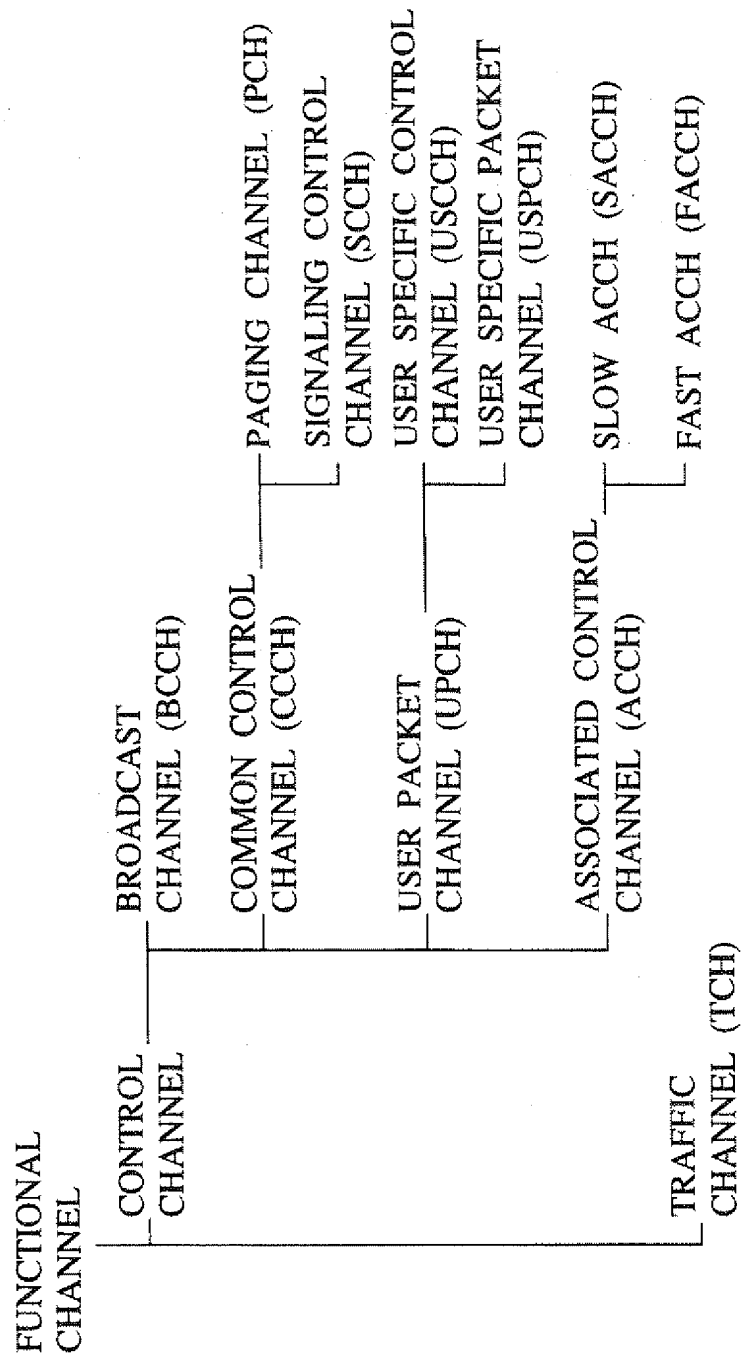 FUNCTIONAL
CHANNEL
CONTROL
CHANNEL
BROADCAST
CHANNEL (BCCH)
COMMON CONTROL
CHANNEL (CCCH)
PAGING CHANNEL (PCH)
SIGNALING CONTROL
CHANNEL (SCCH)
USER PACKET
CHANNEL (UPCH)
USER SPECIFIC CONTROL
CHANNEL (USCCH)
USER SPECIFIC PACKET
CHANNEL (USPCH)
ASSOCIATED CONTROL
CHANNEL (ACCH)
SLOW ACCH (SACCH)
FAST ACCH (FACCH)
TRAFFIC
CHANNEL (TCH)